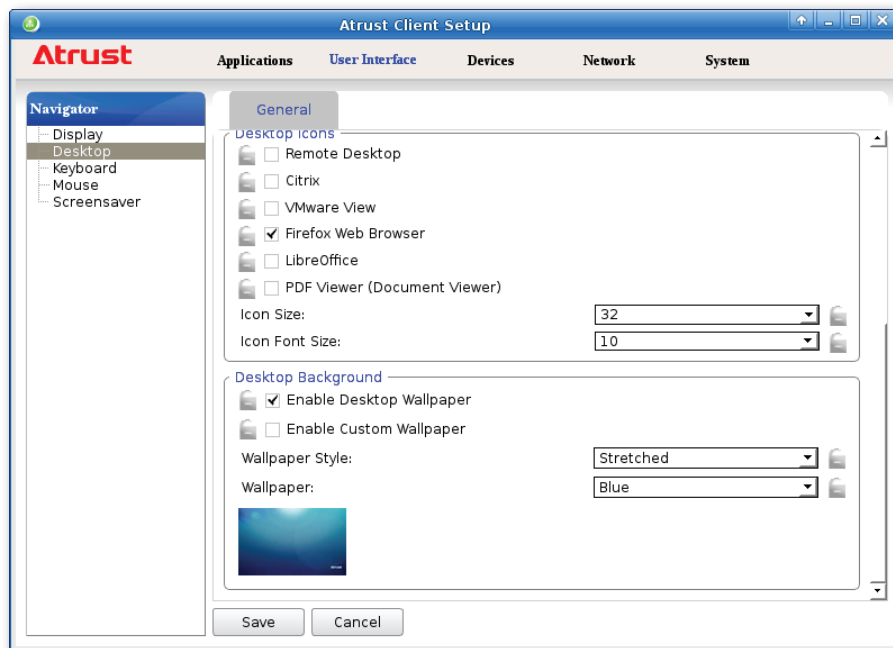 Atrust Client Setup
Atrust
Applications User Interface Devices Network System
Navigator
Display
Desktop
Keyboard
Mouse
Screensaver
General
Desktop Icons
Remote Desktop
Citrix
VMware View
Firefox Web Browser
LibreOffice
PDF Viewer (Document Viewer)
Icon Size: 32
Icon Font Size: 10
Desktop Background
Enable Desktop Wallpaper
Enable Custom Wallpaper
Wallpaper Style: Stretched
Wallpaper: Blue
Save Cancel